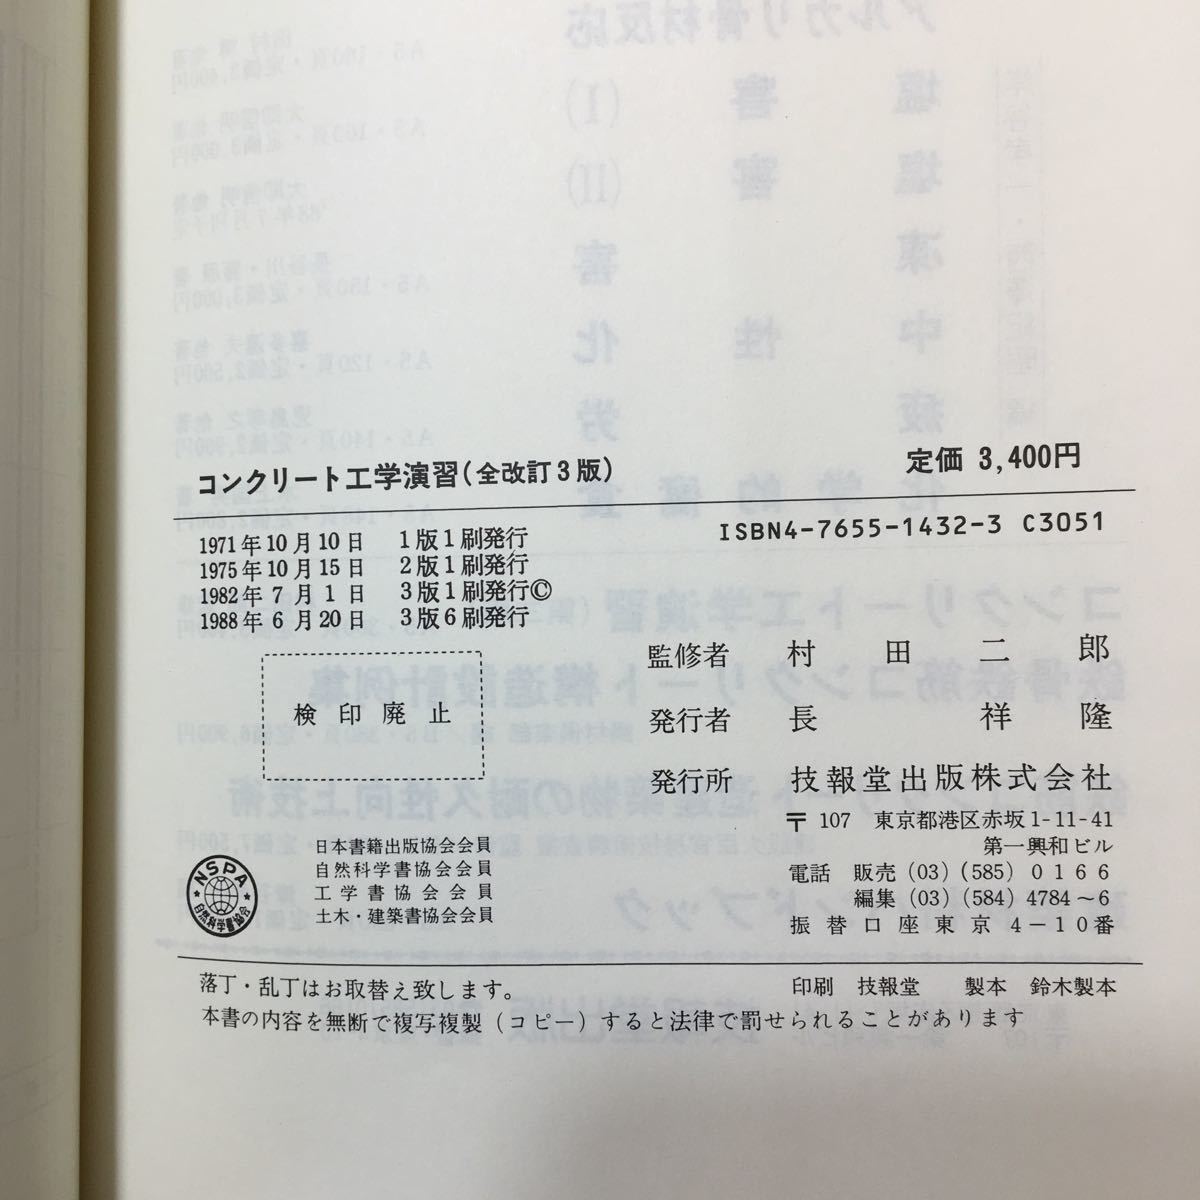 コンクリート工学演習(全改訂3版) 定価 3,400円
ISBN4-7655-1432-3 C3051
1971年10月10日 1版1刷発行
1975年10月15日 2版1刷発行
1982年7月1日 3版1刷発行©
1988年6月20日 3版6刷発行
検印廃止
監修者 村田二郎
発行者 長祥隆
発行所 技報堂出版株式会社
〒107 東京都港区赤坂1-11-41
第一興和ビル
電話 販売(03)(585)0166
編集(03)(584)4784〜6
振替口座東京4-10番
NSPA
自然科学書協会
日本書籍出版協会会員
自然科学書協会会員
工学書協会会員
土木・建築書協会会員
落丁・乱丁はお取替え致します。 印刷 技報堂 製本 鈴木製本
本書の内容を無断で複写複製(コピー)すると法律で罰せられることがあります